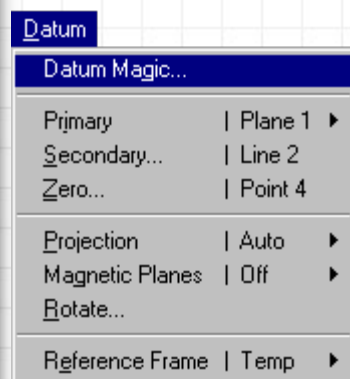 Datum
Datum Magic...
Primary | Plane 1
Secondary... | Line 2
Zero... | Point 4
Projection | Auto
Magnetic Planes | Off
Rotate...
Reference Frame | Temp